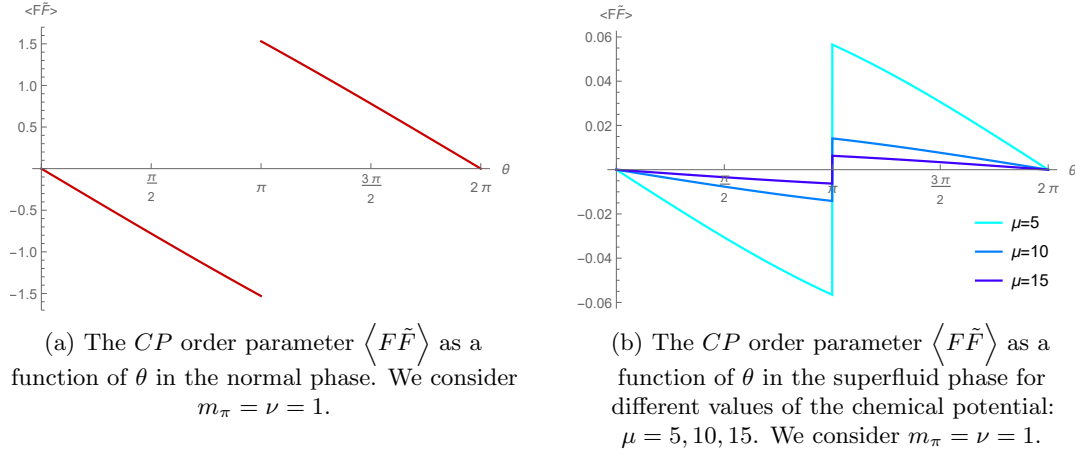 <FF̃>
1.5
1.0
0.5
-0.5
-1.0
-1.5
π/2
π
3π/2
2π
θ
<FF̃>
0.06
0.04
0.02
-0.02
-0.04
-0.06
π/2
π
3π/2
2π
θ
μ=5
μ=10
μ=15
(a) The CP order parameter ⟨FF̃⟩ as a
function of θ in the normal phase. We consider
mπ = ν = 1.
(b) The CP order parameter ⟨FF̃⟩ as a
function of θ in the superfluid phase for
different values of the chemical potential:
μ = 5, 10, 15. We consider mπ = ν = 1.